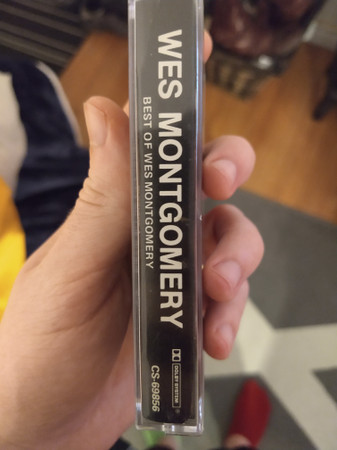 WES MONTGOMERY
BEST OF WES MONTGOMERY
DOLBY SYSTEM
CS-69856